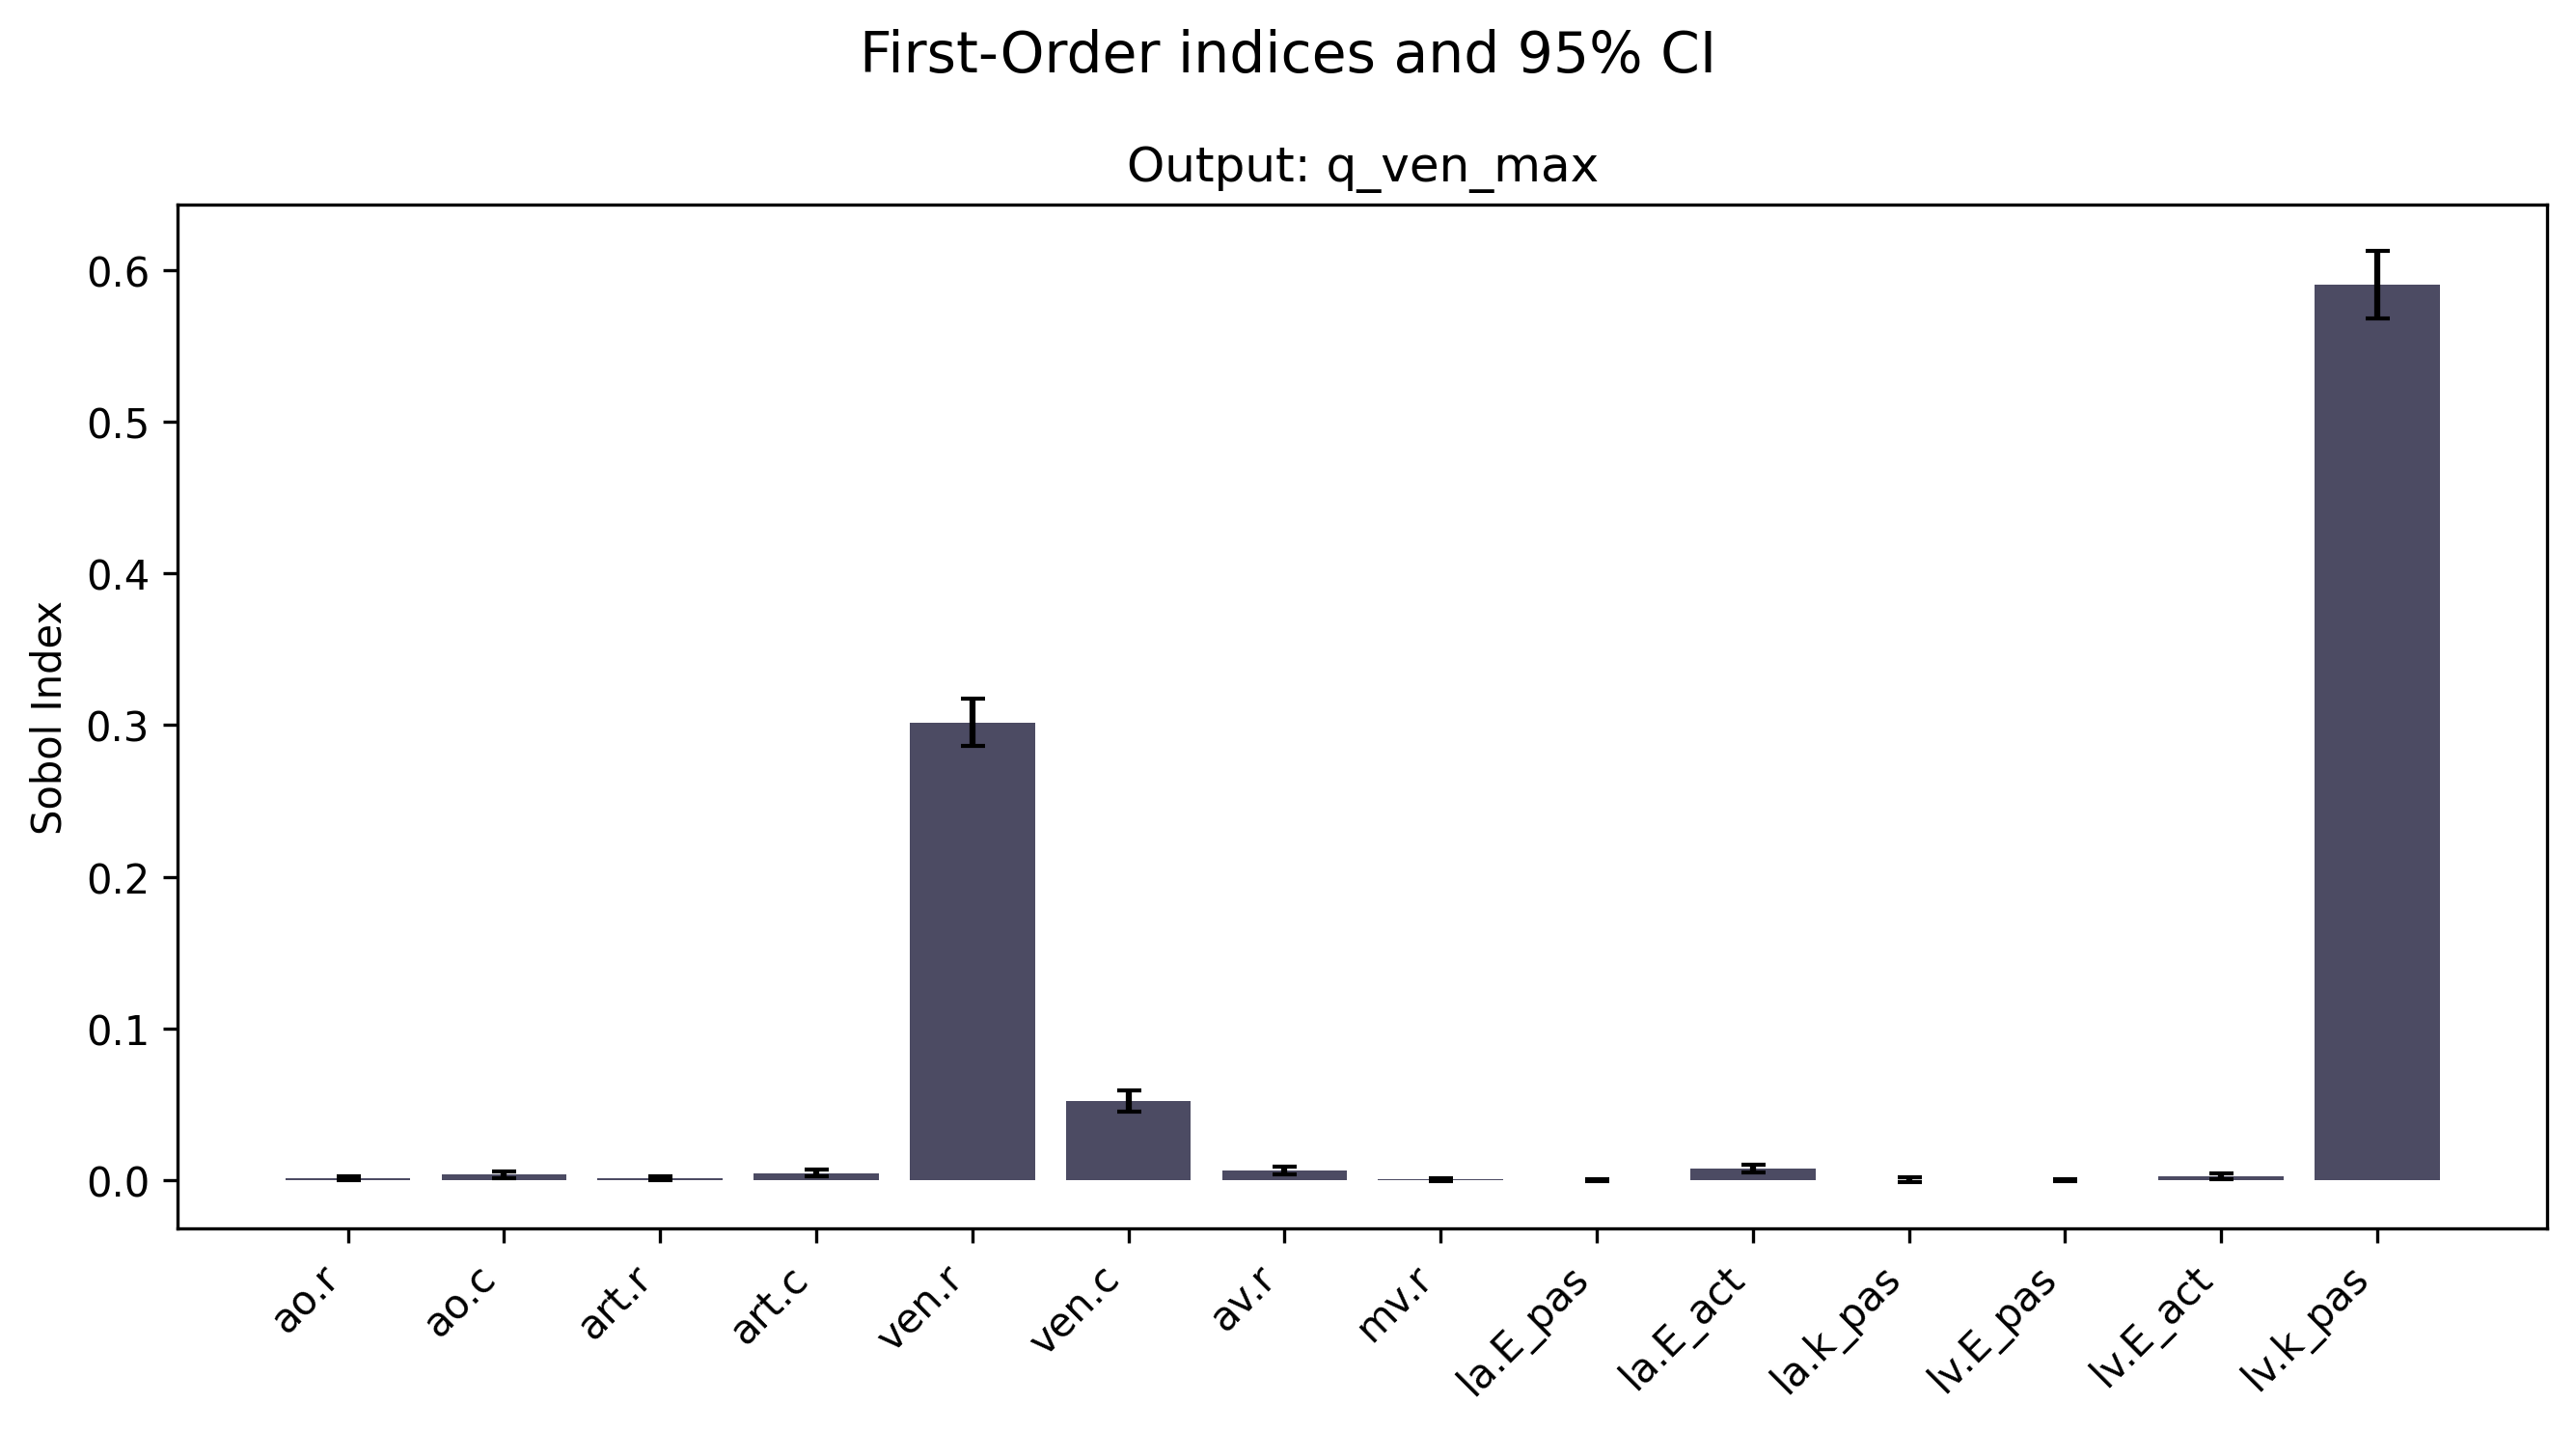 First-Order indices and 95% CI
Output: q_ven_max
Sobol Index
0.6
0.5
0.4
0.3
0.2
0.1
0.0
ao.r
ao.c
art.r
art.c
ven.r
ven.c
av.r
mv.r
la.E_pas
la.E_act
la.k_pas
lv.E_pas
lv.E_act
lv.k_pas